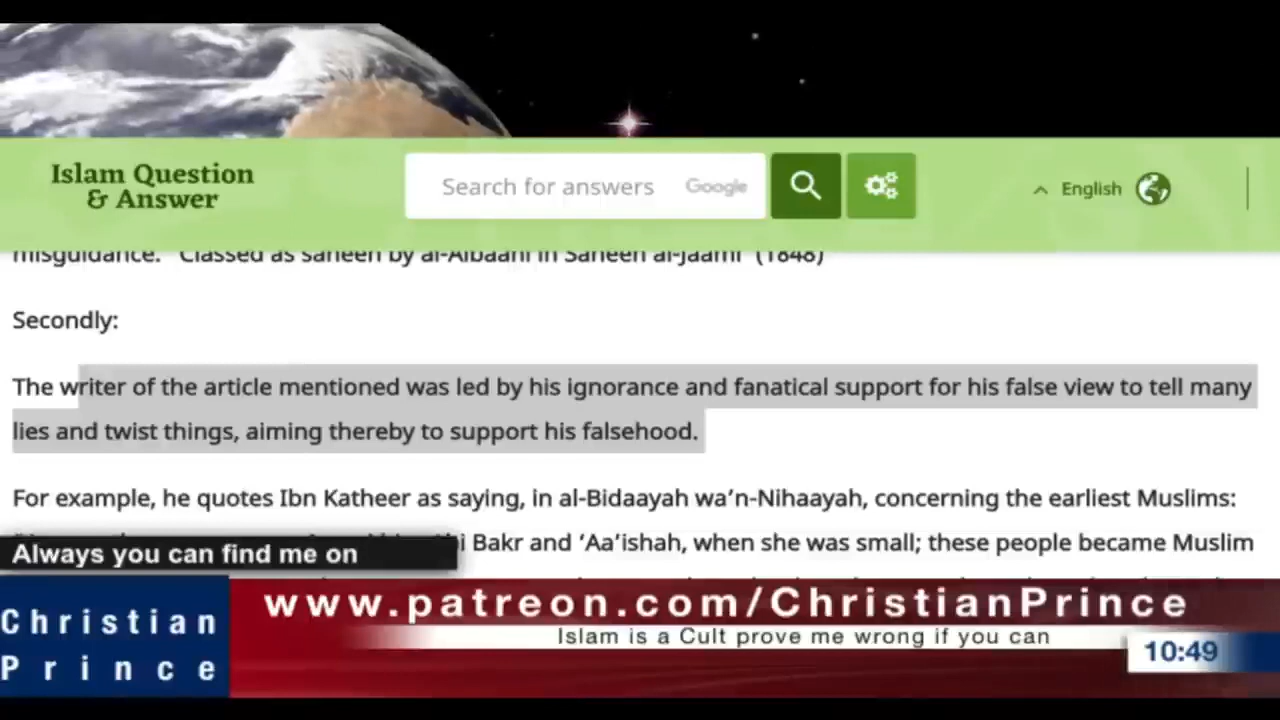 Islam Question
& Answer
Search for answers Google
English
misguidance." Classed as saheeh by al-Albaani in Saheeh al-Jaami' (1848)
Secondly:
The writer of the article mentioned was led by his ignorance and fanatical support for his false view to tell many
lies and twist things, aiming thereby to support his falsehood.
For example, he quotes Ibn Katheer as saying, in al-Bidaayah wa’n-Nihaayah, concerning the earliest Muslims:
Bakr and ‘Aa’ishah, when she was small; these people became Muslim
Always you can find me on
Christian
Prince
www.patreon.com/ChristianPrince
Islam is a Cult prove me wrong if you can
10:49